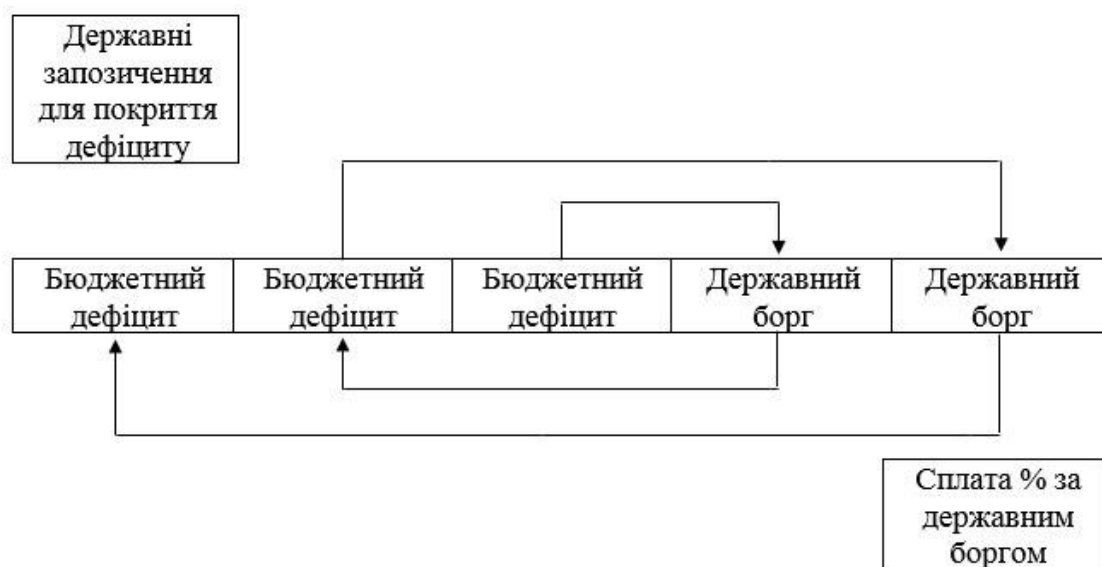 Державні
запозичення
для покриття
дефіциту
Бюджетний
дефіцит
Бюджетний
дефіцит
Бюджетний
дефіцит
Державний
борг
Державний
борг
Сплата % за
державним
боргом